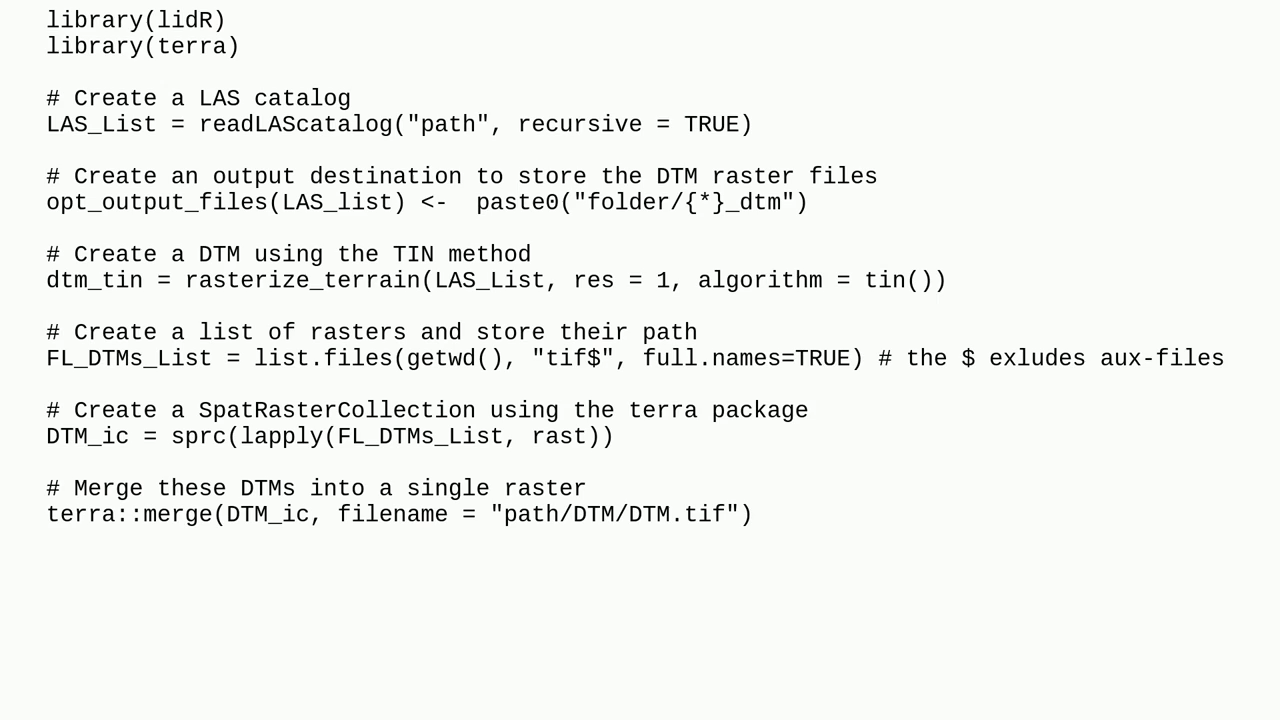 library(lidR)
library(terra)
# Create a LAS catalog
LAS_List = readLAScatalog("path", recursive = TRUE)
# Create an output destination to store the DTM raster files
opt_output_files(LAS_list) <-  paste0("folder/{*}_dtm")
# Create a DTM using the TIN method
dtm_tin = rasterize_terrain(LAS_List, res = 1, algorithm = tin())
# Create a list of rasters and store their path
FL_DTMs_List = list.files(getwd(), "tif$", full.names=TRUE) # the $ exludes aux-files
# Create a SpatRasterCollection using the terra package
DTM_ic = sprc(lapply(FL_DTMs_List, rast))
# Merge these DTMs into a single raster
terra::merge(DTM_ic, filename = "path/DTM/DTM.tif")